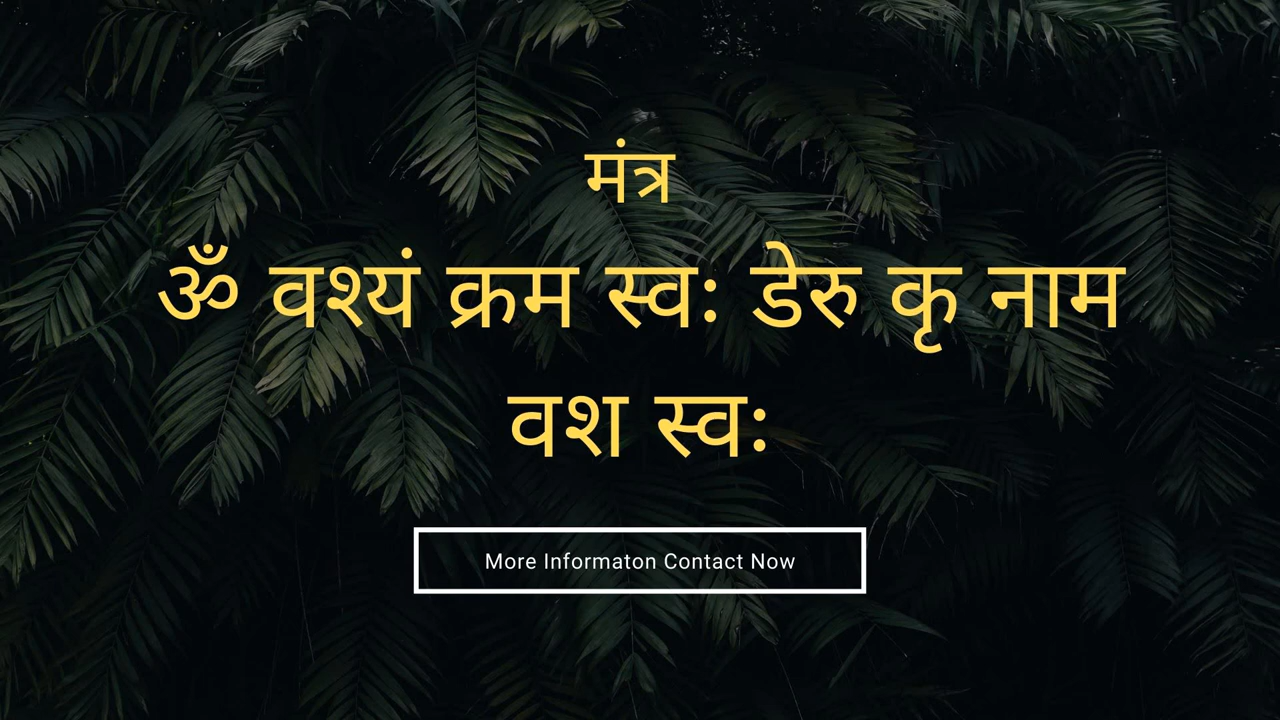 मंत्र
ॐ वश्यं क्रम स्वः डेरु कृ नाम
वश स्वः
More Informaton Contact Now